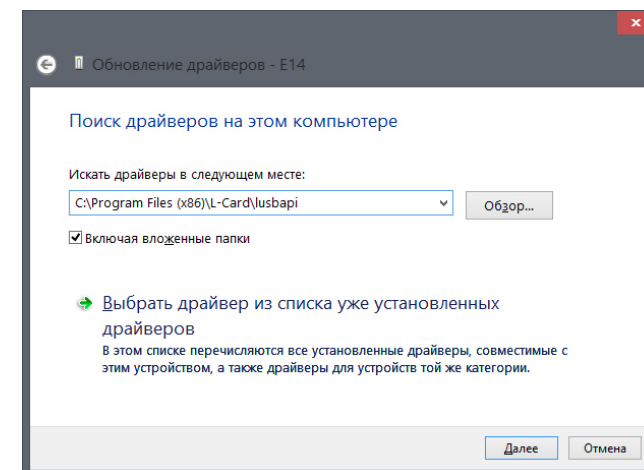 Обновление драйверов - E14
Поиск драйверов на этом компьютере
Искать драйверы в следующем месте:
C:\Program Files (x86)\L-Card\lusbapi
Обзор...
Включая вложенные папки
Выбрать драйвер из списка уже установленных
драйверов
В этом списке перечисляются все установленные драйверы, совместимые с
этим устройством, а также драйверы для устройств той же категории.
Далее
Отмена